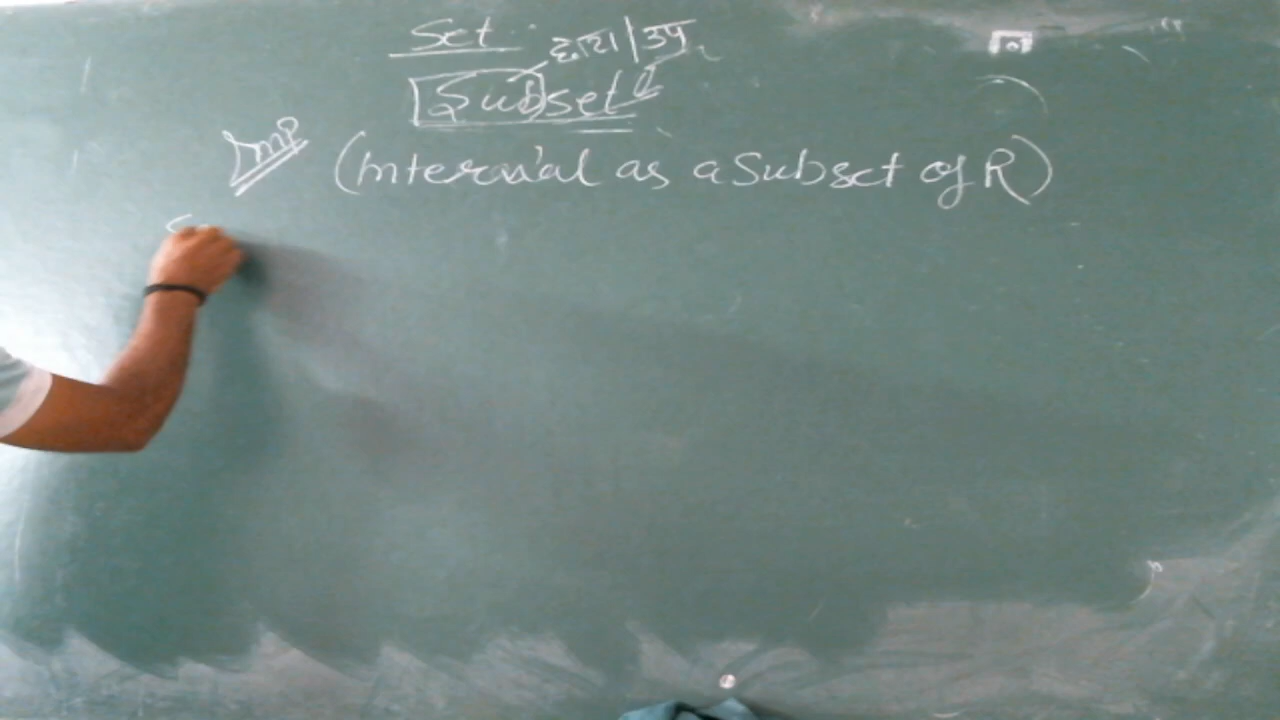 Set
छोटा/उप
Subset
Imp (Interval as a Subset of R)